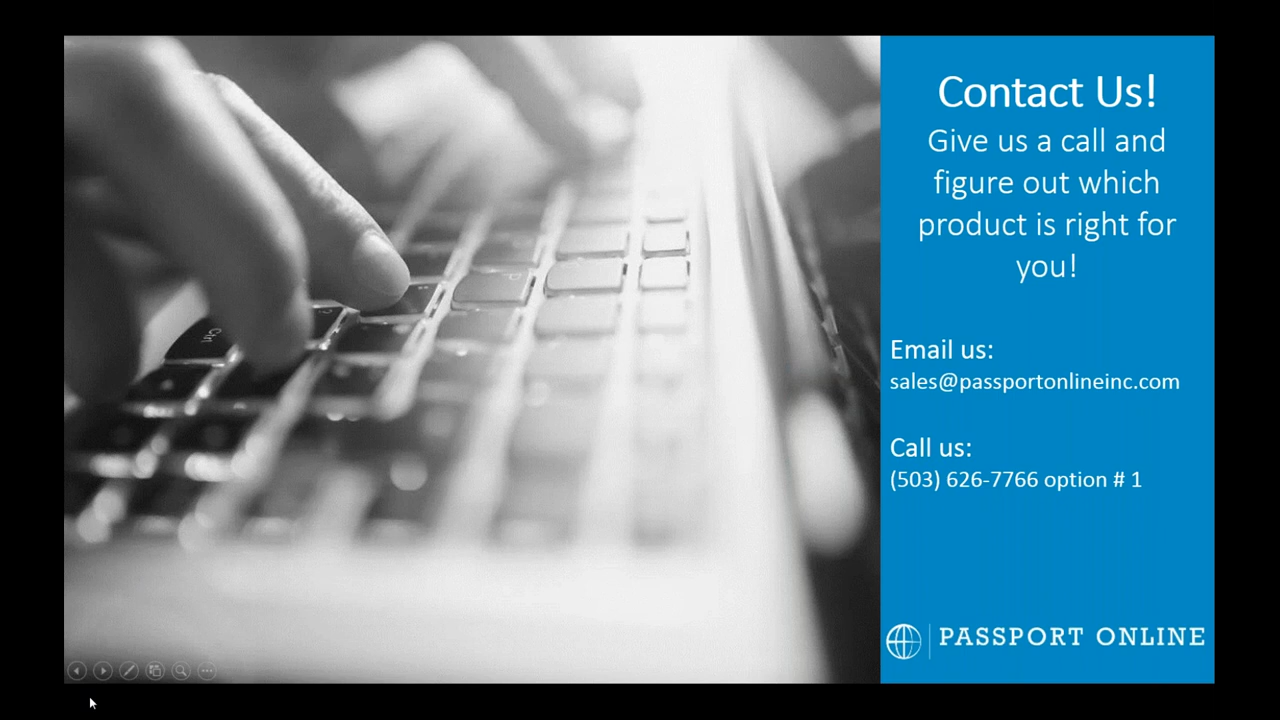 Contact Us!
Give us a call and
figure out which
product is right for
you!
Email us:
sales@passportonlineinc.com
Call us:
(503) 626-7766 option # 1
PASSPORT ONLINE
Ctrl